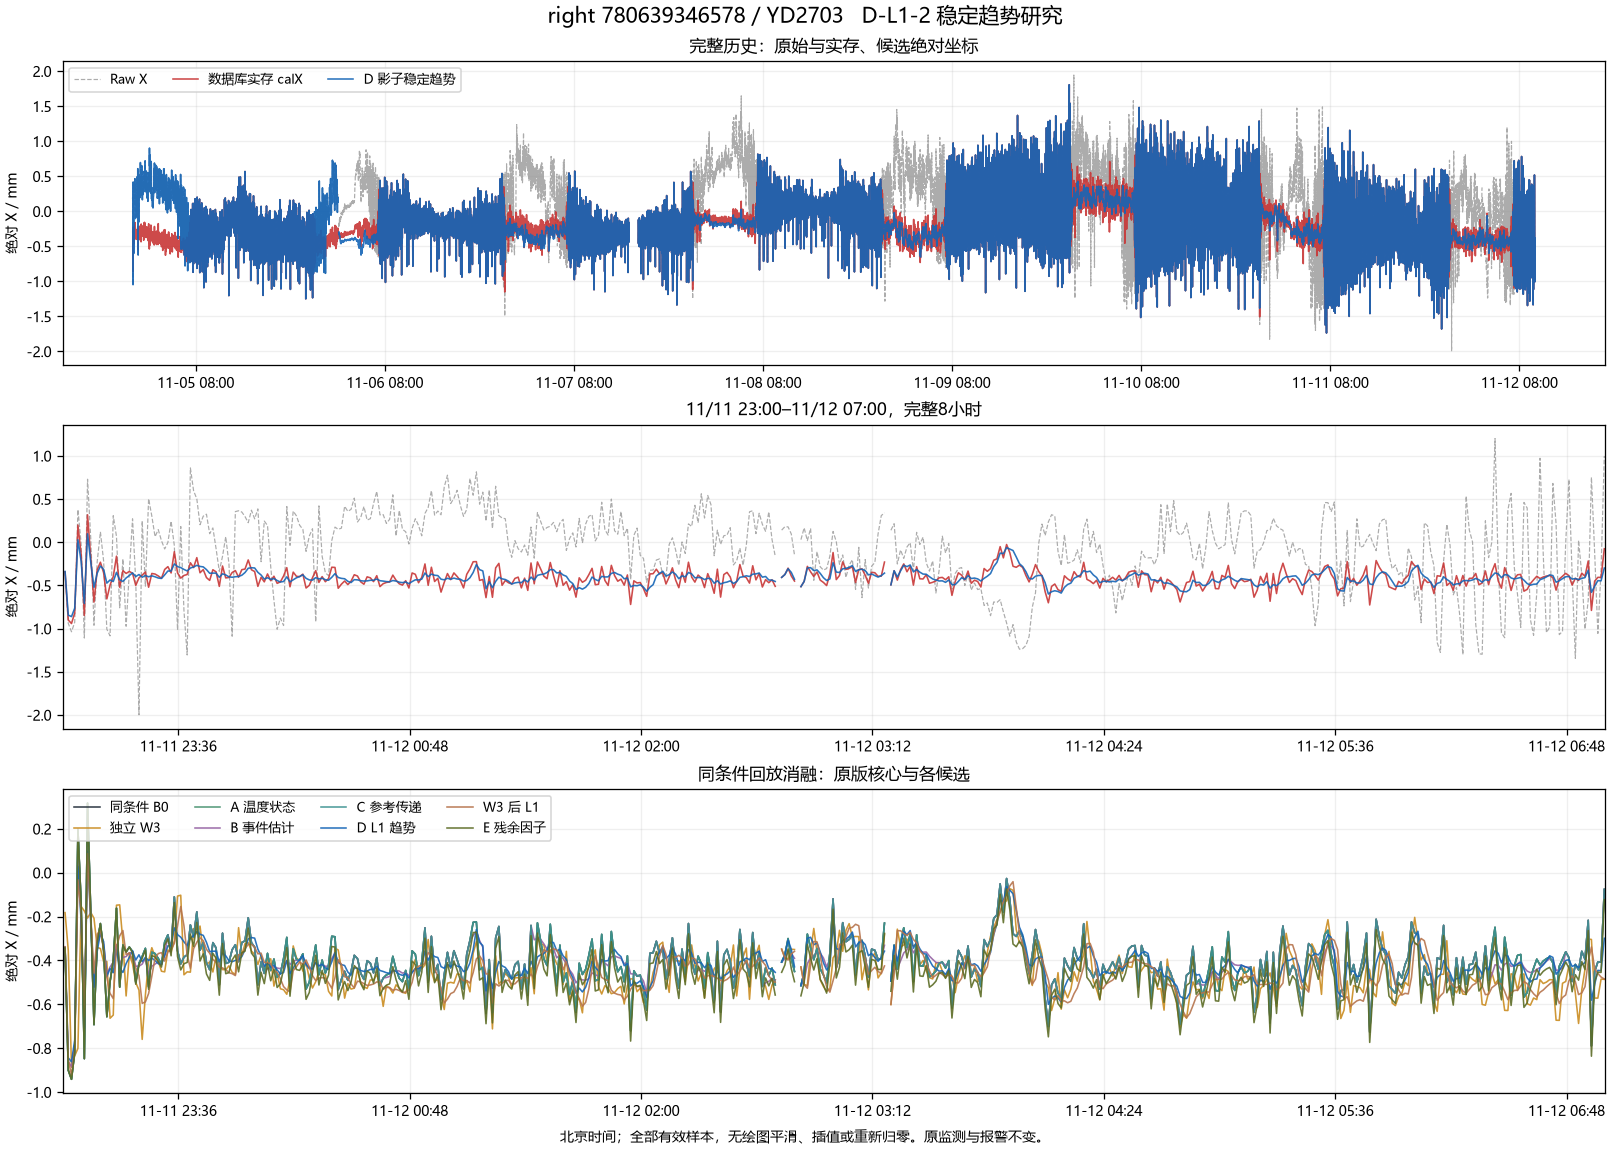 right 780639346578 / YD2703   D-L1-2 稳定趋势研究
完整历史：原始与实存、候选绝对坐标
Raw X
数据库实存 calX
D 影子稳定趋势
绝对 X / mm
2.0
1.5
1.0
0.5
0.0
-0.5
-1.0
-1.5
-2.0
11-05 08:00
11-06 08:00
11-07 08:00
11-08 08:00
11-09 08:00
11-10 08:00
11-11 08:00
11-12 08:00
11/11 23:00–11/12 07:00，完整8小时
绝对 X / mm
1.0
0.5
0.0
-0.5
-1.0
-1.5
-2.0
11-11 23:36
11-12 00:48
11-12 02:00
11-12 03:12
11-12 04:24
11-12 05:36
11-12 06:48
同条件回放消融：原版核心与各候选
同条件 B0
A 温度状态
C 参考传递
W3 后 L1
独立 W3
B 事件估计
D L1 趋势
E 残余因子
绝对 X / mm
0.2
0.0
-0.2
-0.4
-0.6
-0.8
-1.0
11-11 23:36
11-12 00:48
11-12 02:00
11-12 03:12
11-12 04:24
11-12 05:36
11-12 06:48
北京时间；全部有效样本，无绘图平滑、插值或重新归零。原监测与报警不变。